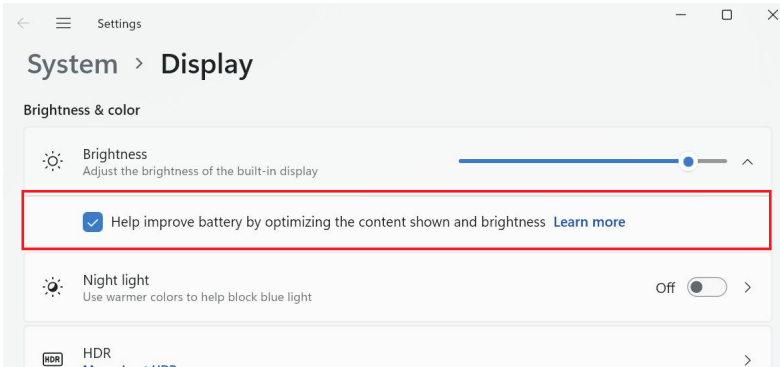 Settings
System > Display
Brightness & color
Brightness
Adjust the brightness of the built-in display
Help improve battery by optimizing the content shown and brightness Learn more
Night light
Use warmer colors to help block blue light
Off
HDR
HDR